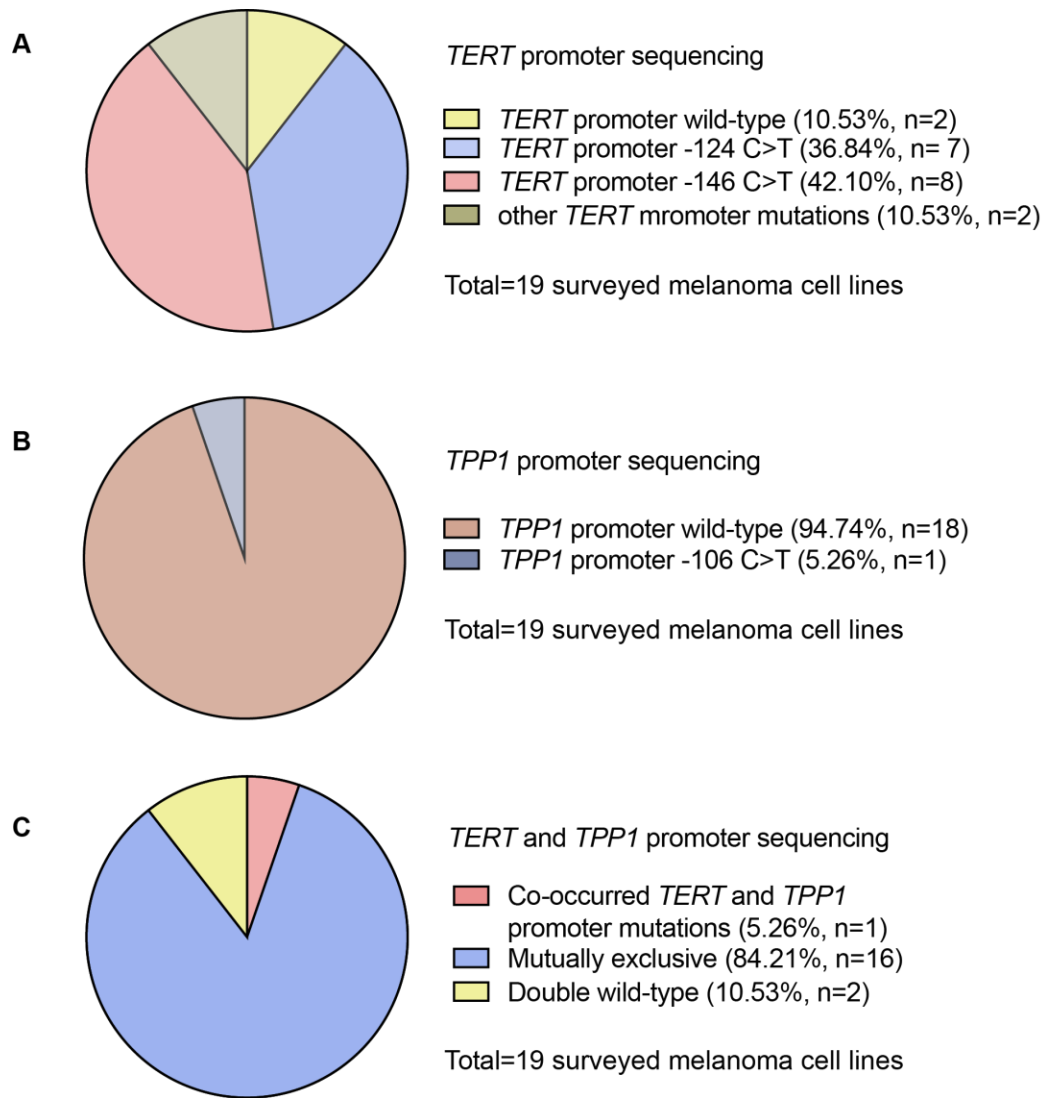 A
TERT promoter sequencing
TERT promoter wild-type (10.53%, n=2)
TERT promoter -124 C>T (36.84%, n= 7)
TERT promoter -146 C>T (42.10%, n=8)
other TERT mromoter mutations (10.53%, n=2)
Total=19 surveyed melanoma cell lines
B
TPP1 promoter sequencing
TPP1 promoter wild-type (94.74%, n=18)
TPP1 promoter -106 C>T (5.26%, n=1)
Total=19 surveyed melanoma cell lines
C
TERT and TPP1 promoter sequencing
Co-occurred TERT and TPP1
promoter mutations (5.26%, n=1)
Mutually exclusive (84.21%, n=16)
Double wild-type (10.53%, n=2)
Total=19 surveyed melanoma cell lines